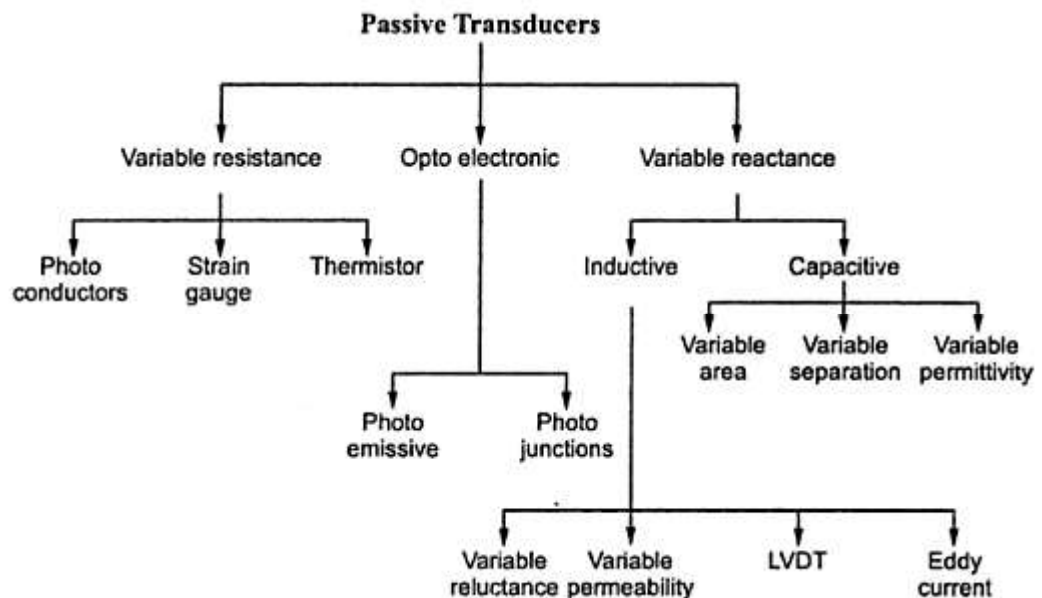 Passive Transducers
Variable resistance
Opto electronic
Variable reactance
Photo
conductors
Strain
gauge
Thermistor
Inductive
Capacitive
Variable
area
Variable
separation
Variable
permittivity
Photo
emissive
Photo
junctions
Variable
reluctance
Variable
permeability
LVDT
Eddy
current